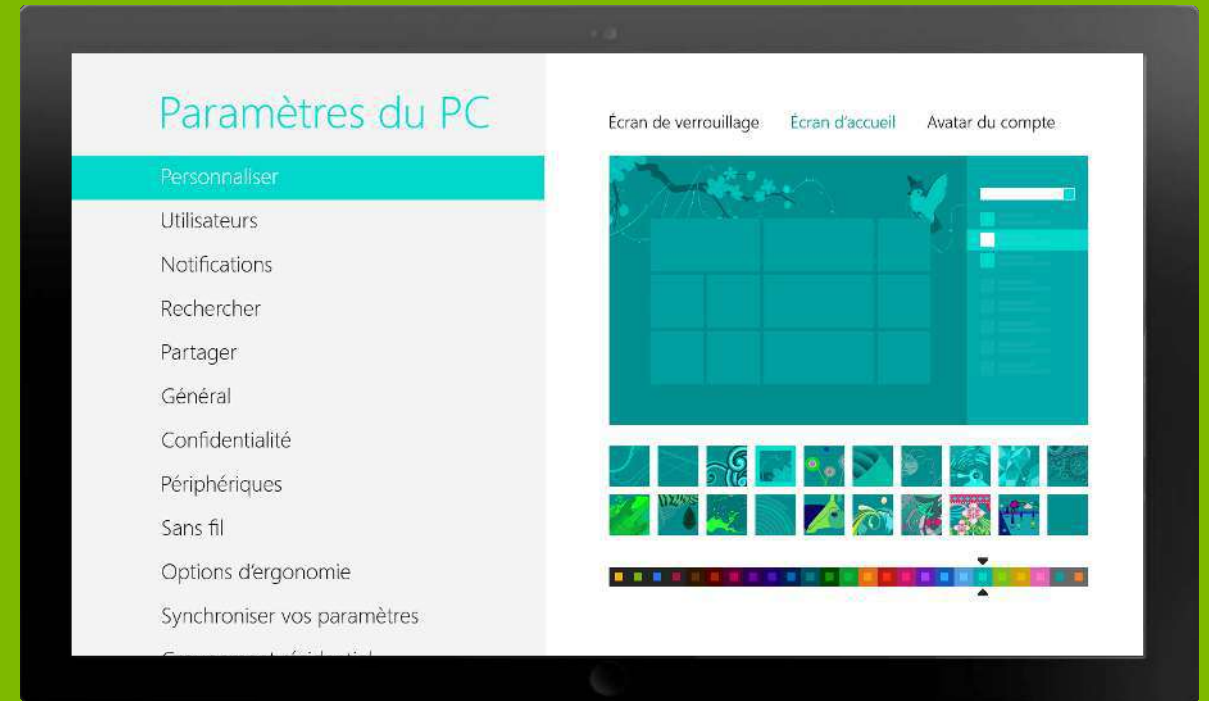 Paramètres du PC
Personnaliser
Utilisateurs
Notifications
Rechercher
Partager
Général
Confidentialité
Périphériques
Sans fil
Options d'ergonomie
Synchroniser vos paramètres
Écran de verrouillage Écran d'accueil Avatar du compte